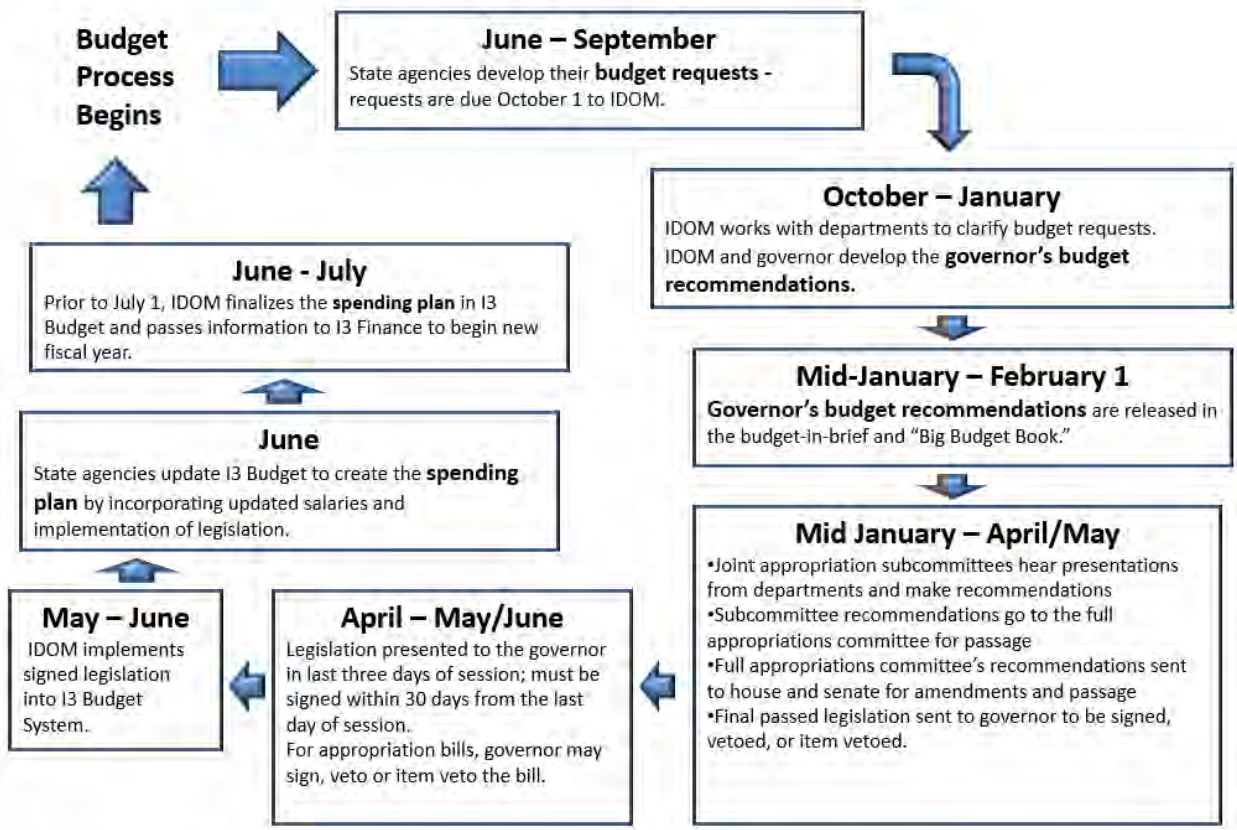 Budget
Process
Begins
June – September
State agencies develop their budget requests -
requests are due October 1 to IDOM.
October – January
IDOM works with departments to clarify budget requests.
IDOM and governor develop the governor's budget
recommendations.
Mid-January – February 1
Governor's budget recommendations are released in
the budget-in-brief and "Big Budget Book."
Mid January – April/May
•Joint appropriation subcommittees hear presentations
from departments and make recommendations
•Subcommittee recommendations go to the full
appropriations committee for passage
•Full appropriations committee's recommendations sent
to house and senate for amendments and passage
•Final passed legislation sent to governor to be signed,
vetoed, or item vetoed.
April – May/June
Legislation presented to the governor
in last three days of session; must be
signed within 30 days from the last
day of session.
For appropriation bills, governor may
sign, veto or item veto the bill.
May – June
IDOM implements
signed legislation
into I3 Budget
System.
June
State agencies update I3 Budget to create the spending
plan by incorporating updated salaries and
implementation of legislation.
June - July
Prior to July 1, IDOM finalizes the spending plan in I3
Budget and passes information to I3 Finance to begin new
fiscal year.